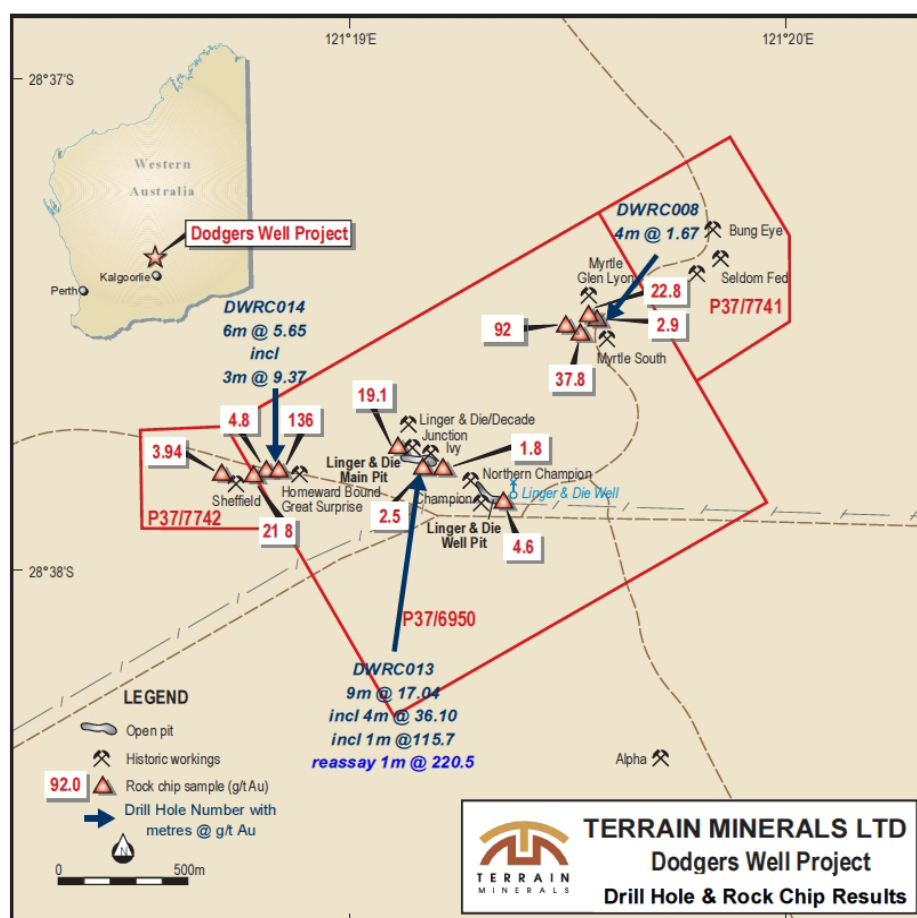 121°19'E
121°20'E
28°37'S
Western
Australia
Dodgers Well Project
Kalgoorlie
Perth
DWRC008
4m @ 1.67
Bung Eye
Seldom Fed
Myrtle
Glen Lyon
22.8
P37/7741
92
2.9
Myrtle South
37.8
DWRC014
6m @ 5.65
incl
3m @ 9.37
19.1
4.8
136
Linger & Die/Decade
Junction
Ivy
1.8
3.94
Linger & Die
Main Pit
Northern Champion
Sheffield
Homeward Bound
Great Surprise
Linger & Die Well
2.5
Champion
P37/7742
21 8
Linger & Die
Well Pit
4.6
28°38'S
P37/6950
DWRC013
9m @ 17.04
incl 4m @ 36.10
incl 1m @115.7
reassay 1m @ 220.5
Alpha
LEGEND
Open pit
Historic workings
92.0
Rock chip sample (g/t Au)
Drill Hole Number with
metres @ g/t Au
N
0
500m
TERRAIN
MINERALS
TERRAIN MINERALS LTD
Dodgers Well Project
Drill Hole & Rock Chip Results